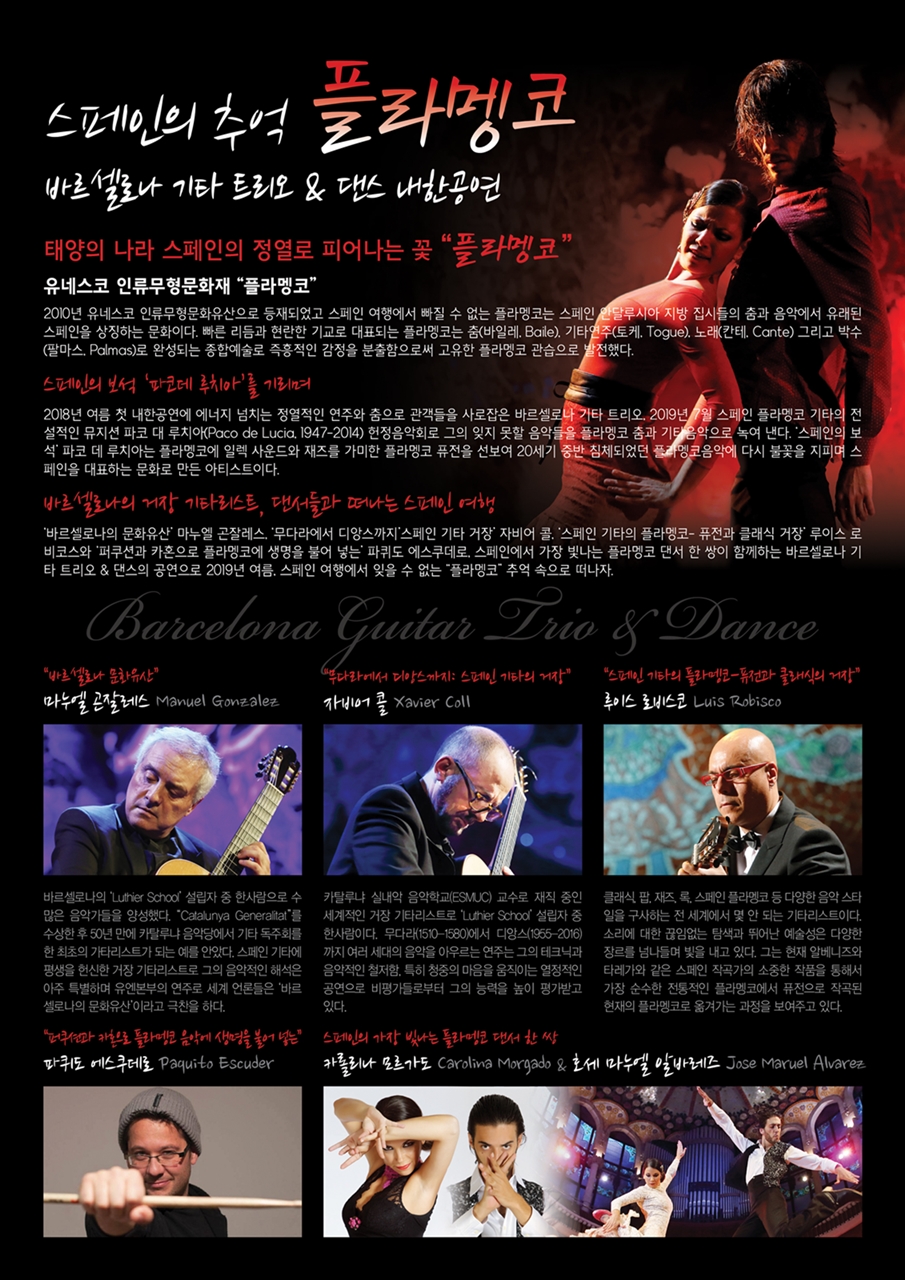 스페인의 추억 플라멩코
바르셀로나 기타 트리오 & 댄스 내한공연
태양의 나라 스페인의 정열로 피어나는 꽃 “플라멩코”
유네스코 인류무형문화재 “플라멩코”
2010년 유네스코 인류무형문화유산으로 등재되었고 스페인 여행에서 빠질 수 없는 플라멩코는 스페인 안달루시아 지방 집시들의 춤과 음악에서 유래된
스페인을 상징하는 문화이다. 빠른 리듬과 현란한 기교로 대표되는 플라멩코는 춤(바일레, Baile), 기타연주(토케, Togue), 노래(칸테, Cante) 그리고 박수
(팔마스, Palmas)로 완성되는 종합예술로 즉흥적인 감정을 분출함으로써 고유한 플라멩코 관습으로 발전했다.
스페인의 보석 ‘파코데 루치아’를 기리며
2018년 여름 첫 내한공연에 에너지 넘치는 정열적인 연주와 춤으로 관객들을 사로잡은 바르셀로나 기타 트리오, 2019년 7월 스페인 플라멩코 기타의 전
설적인 뮤지션 파코 대 루치아(Paco de Lucia, 1947-2014) 헌정음악회로 그의 잊지 못할 음악들을 플라멩코 춤과 기타음악으로 녹여 낸다. ‘스페인의 보
석’ 파코 데 루치아는 플라멩코에 일렉 사운드와 재즈를 가미한 플라멩코 퓨전을 선보여 20세기 중반 침체되었던 플라멩코음악에 다시 불꽃을 지피며 스
페인을 대표하는 문화로 만든 아티스트이다.
바르셀로나의 거장 기타리스트, 댄서들과 떠나는 스페인 여행
‘바르셀로나의 문화유산’ 마누엘 곤잘레스, ‘무다라에서 디앙스까지’스페인 기타 거장’ 자비어 콜, ‘스페인 기타의 플라멩코- 퓨전과 클래식 거장’ 루이스 로
비코스와 ‘퍼쿠션과 카혼으로 플라멩코에 생명을 불어 넣는’ 파퀴도 에스쿠데로, 스페인에서 가장 빛나는 플라멩코 댄서 한 쌍이 함께하는 바르셀로나 기
타 트리오 & 댄스의 공연으로 2019년 여름, 스페인 여행에서 잊을 수 없는 “플라멩코” 추억 속으로 떠나자.
Barcelona Guitar Trio & Dance
“바르셀로나 문화유산”
마누엘 곤잘레스 Manuel Gonzalez
바르셀로나의 ‘Luthier School’ 설립자 중 한사람으로 수
많은 음악가들을 양성했다. “Catalunya Generalitat”를
수상한 후 50년 만에 카탈루냐 음악당에서 기타 독주회를
한 최초의 기타리스트가 되는 예를 안았다. 스페인 기타에
평생을 헌신한 거장 기타리스트로 그의 음악적인 해석은
아주 특별하며 유연분부의 연주로 세계 언론들은 ‘바르
셀로나의 문화유산’이라고 극찬을 하다.
“무다라에서 디앙스까지: 스페인 기타의 거장”
자비어 콜 Xavier Coll
카탈루냐 실내악 음악학교(ESMUC) 교수로 재직 중인
세계적인 거장 기타리스트로 ‘Luthier School’ 설립자 중
한사람이다. 무다라(1510-1580)에서 디앙스(1955-2016)
까지 여러 세대의 음악을 아우르는 연주는 그의 테크닉과
음악적인 철저함, 특히 청중의 마음을 움직이는 열정적인
공연으로 비평가들로부터 그의 능력을 높이 평가받고
있다.
“스페인 기타의 플라멩코-퓨전과 클래식의 거장”
루이스 로비스코 Luis Robisco
클래식, 팝, 재즈, 록, 스페인 플라멩코 등 다양한 음악 스타
일을 구사하는 전 세계에서 몇 안 되는 기타리스트이다.
소리에 대한 끊임없는 탐색과 뛰어난 예술성은 다양한
장르를 넘나들며 빛을 내고 있다. 그는 현재 알베니즈와
타레가와 같은 스페인 작곡가의 소중한 작품을 통해서
가장 순수한 전통적인 플라멩코에서 퓨전으로 작곡된
현재의 플라멩코로 옮겨가는 과정을 보여주고 있다.
“퍼쿠션과 카혼으로 플라멩코 음악에 생명을 불어 넣는”
파퀴도 에스쿠데로 Paquito Escuder
스페인의 가장 빛나는 플라멩코 댄서 한 쌍
카롤리나 모르가도 Carolina Morgado & 호세 마누엘 알바레즈 Jose Maruel Alvarez